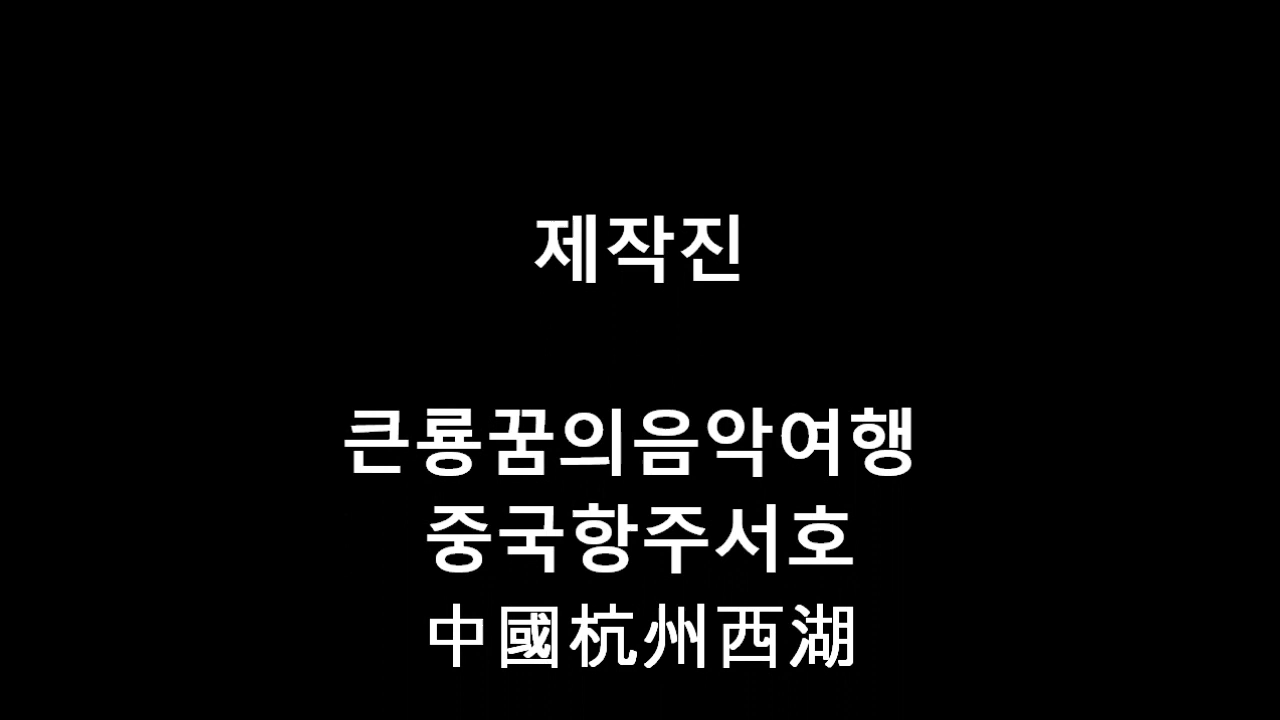 제작진
큰룡꿈의음악여행
중국항주서호
中國杭州西湖